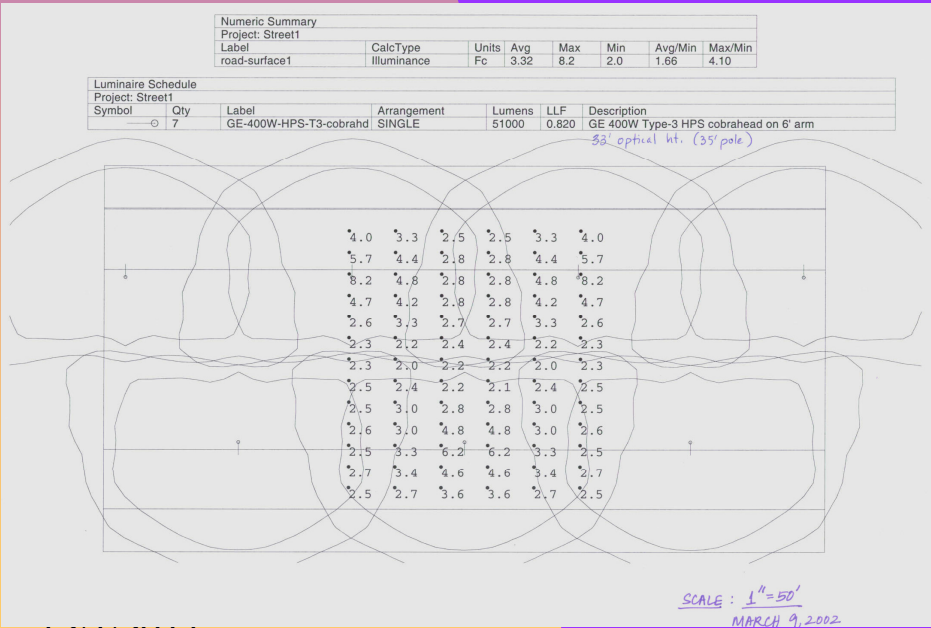 Numeric Summary
Project: Street1
Label CalcType Units Avg Max Min Avg/Min Max/Min
road-surface1 Illuminance Fc 3.32 8.2 2.0 1.66 4.10
Luminaire Schedule
Project: Street1
Symbol Qty Label Arrangement Lumens LLF Description
7 GE-400W-HPS-T3-cobrahd SINGLE 51000 0.820 GE 400W Type-3 HPS cobrahead on 6' arm
33' optical ht. (35' pole)
4.0 3.3 2.5 2.5 3.3 4.0
5.7 4.4 2.8 2.8 4.4 5.7
8.2 4.8 2.8 2.8 4.8 8.2
4.7 4.2 2.8 2.8 4.2 4.7
2.6 3.3 2.7 2.7 3.3 2.6
2.3 2.2 2.4 2.4 2.2 2.3
2.3 2.0 2.2 2.2 2.0 2.3
2.5 2.4 2.2 2.1 2.4 2.5
2.5 3.0 2.8 2.8 3.0 2.5
2.6 3.0 4.8 4.8 3.0 2.6
2.5 3.3 6.2 6.2 3.3 2.5
2.7 3.4 4.6 4.6 3.4 2.7
2.5 2.7 3.6 3.6 2.7 2.5
SCALE : 1"=50'
MARCH 9, 2002